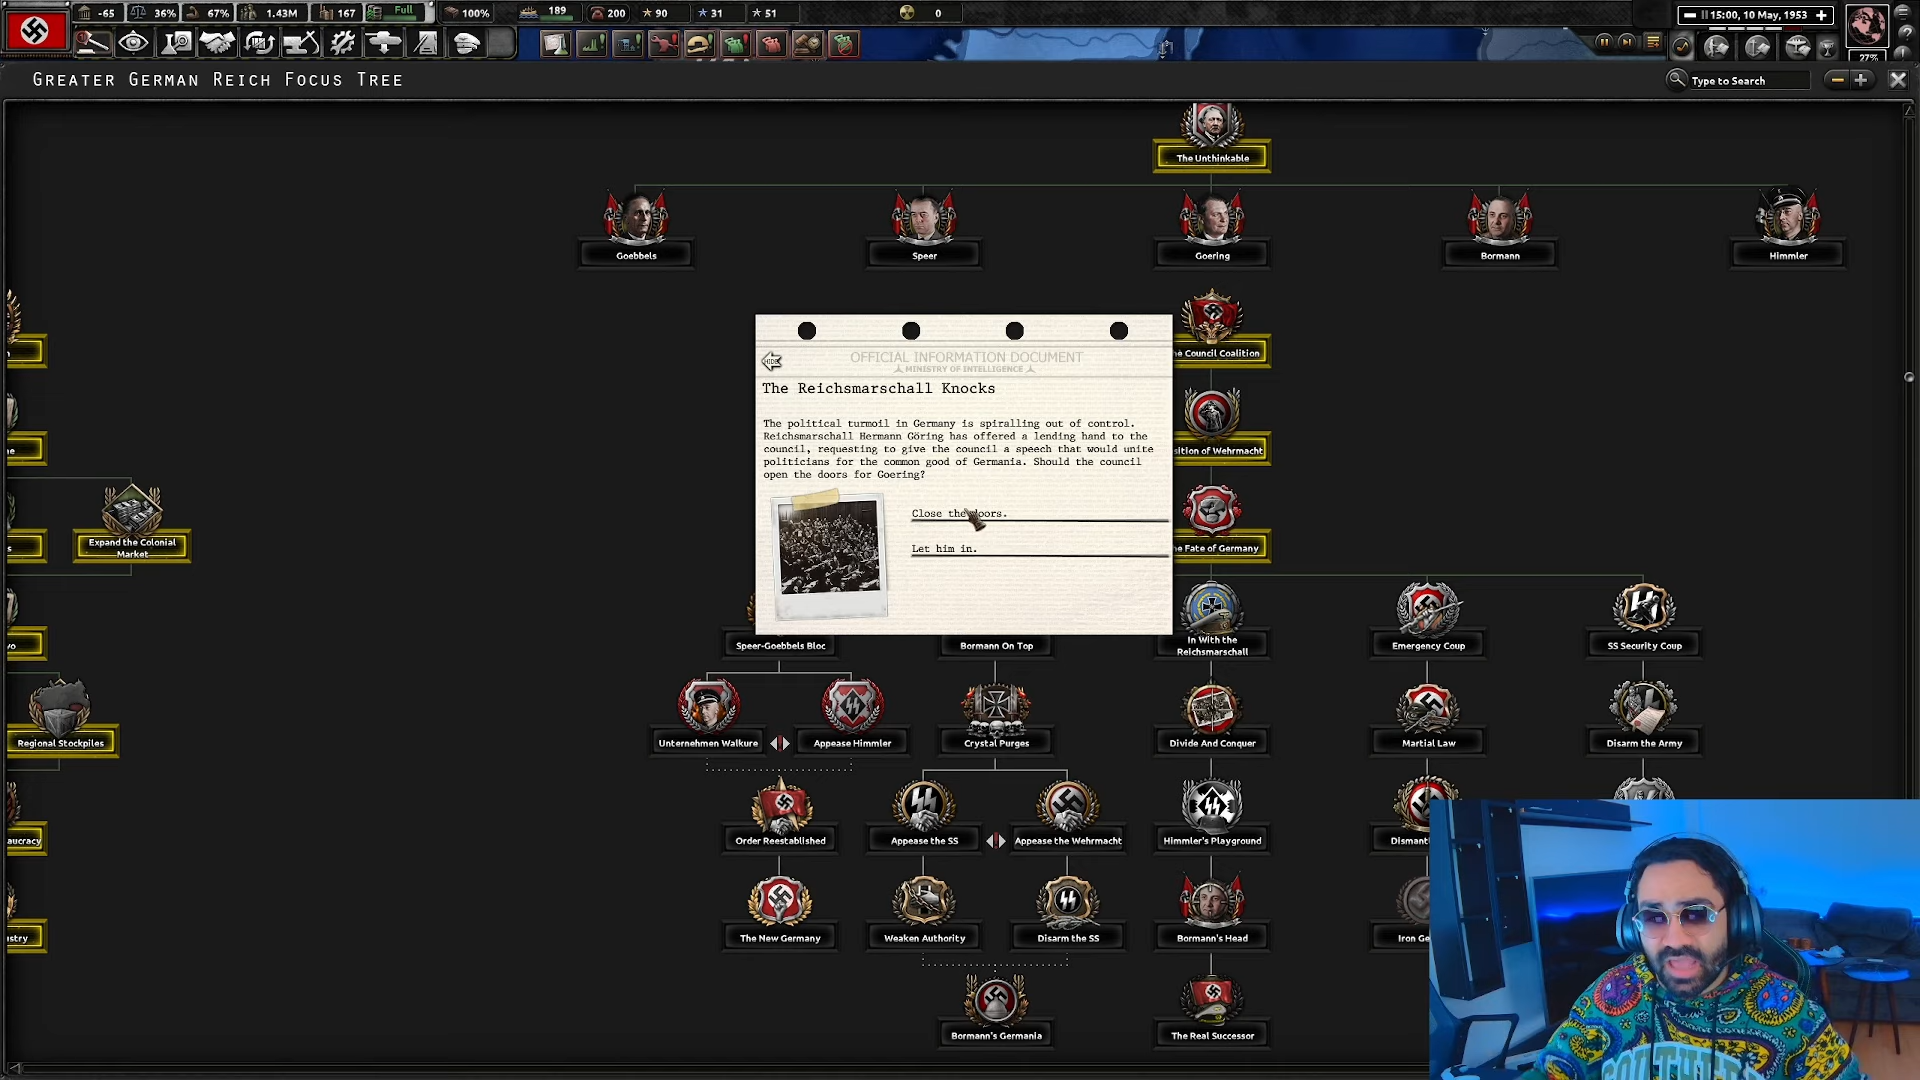 -65
36%
67%
1.43M
167
Full
100%
189
200
90
31
51
0
15:00, 10 May, 1953
27%
Greater German Reich Focus Tree
Type to Search
The Unthinkable
Goebbels
Speer
Goering
Bormann
Himmler
OFFICIAL INFORMATION DOCUMENT
MINISTRY OF INTELLIGENCE
HIDE
The Reichsmarschall Knocks
The political turmoil in Germany is spiralling out of control.
Reichsmarschall Hermann Göring has offered a lending hand to the
council, requesting to give the council a speech that would unite
politicians for the common good of Germania. Should the council
open the doors for Goering?
Close the doors.
Let him in.
Council Coalition
of Wehrmacht
Fate of Germany
Expand the Colonial
Market
Speer-Goebbels Bloc
Bormann On Top
In With the
Reichsmarschall
Emergency Coup
SS Security Coup
Regional Stockpiles
Unternehmen Walkure
Appease Himmler
Crystal Purges
Divide And Conquer
Martial Law
Disarm the Army
Order Reestablished
Appease the SS
Appease the Wehrmacht
Himmler's Playground
The New Germany
Weaken Authority
Disarm the SS
Bormann's Head
Iron
Bormann's Germania
The Real Successor